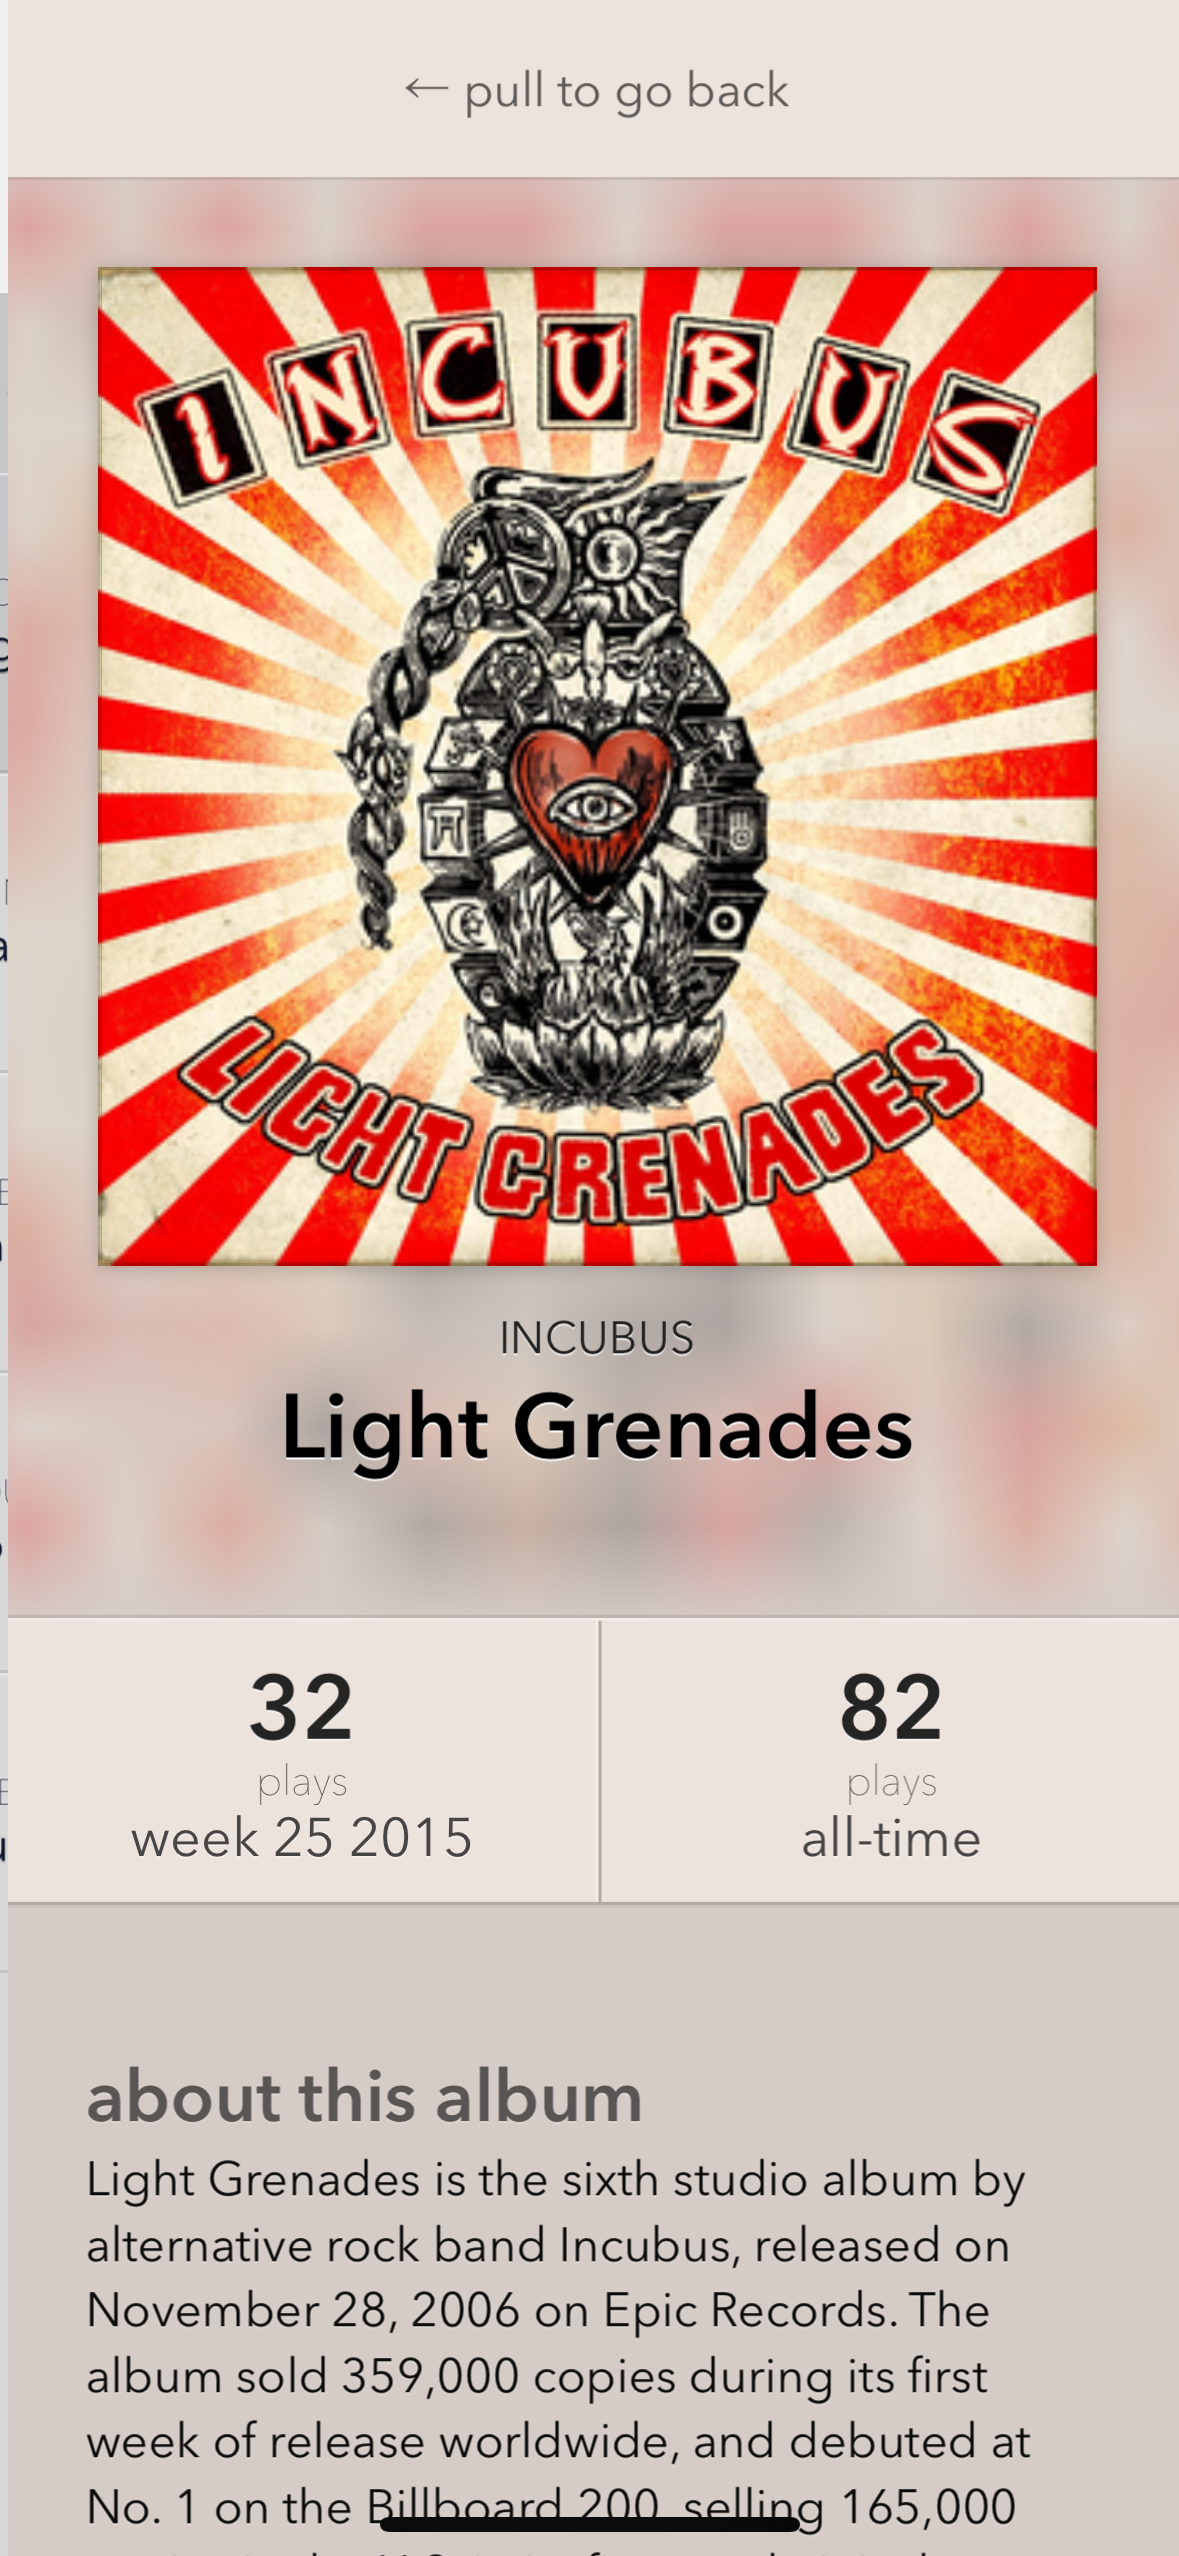 ← pull to go back
INCUBUS
LIGHT GRENADES
INCUBUS
Light Grenades
32
plays
week 25 2015
82
plays
all-time
about this album
Light Grenades is the sixth studio album by
alternative rock band Incubus, released on
November 28, 2006 on Epic Records. The
album sold 359,000 copies during its first
week of release worldwide, and debuted at
No. 1 on the Billboard 200, selling 165,000